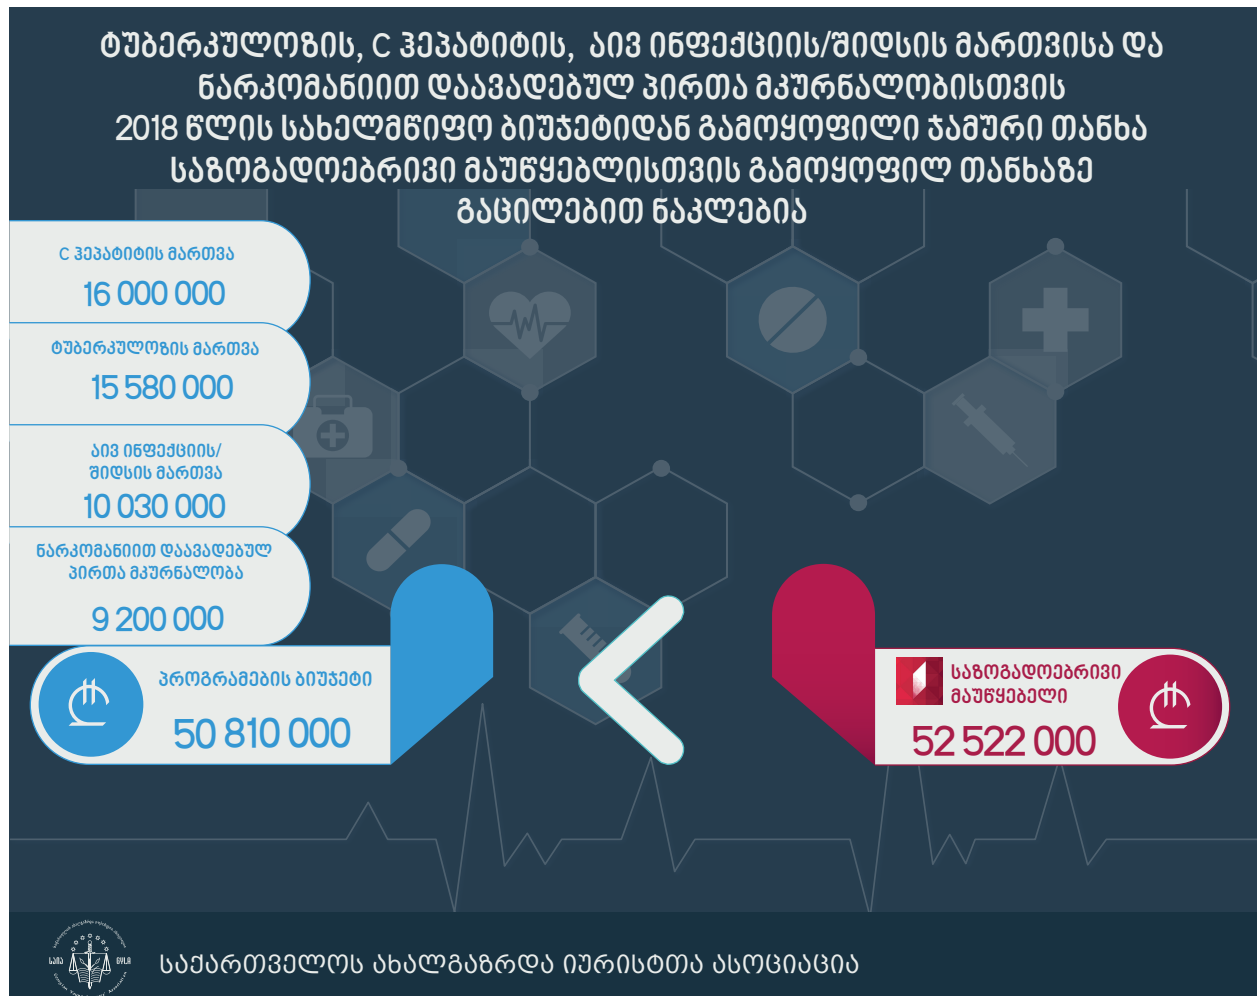 ტუბერკულოზის, C ჰეპატიტის, აივ ინფექციის/შიდსის მართვისა და
ნარკომანიით დაავადებულ პირთა მკურნალობისთვის
2018 წლის სახელმწიფო ბიუჯეტიდან გამოყოფილი ჯამური თანხა
საზოგადოებრივი მაუწყებლისთვის გამოყოფილ თანხაზე
გაცილებით ნაკლებია
C ჰეპატიტის მართვა
16 000 000
ტუბერკულოზის მართვა
15 580 000
აივ ინფექციის/
შიდსის მართვა
10 030 000
ნარკომანიით დაავადებულ
პირთა მკურნალობა
9 200 000
პროგრამების ბიუჯეტი
50 810 000
საზოგადოებრივი
მაუწყებელი
52 522 000
საქართველოს ახალგაზრდა იურისტთა ასოციაცია